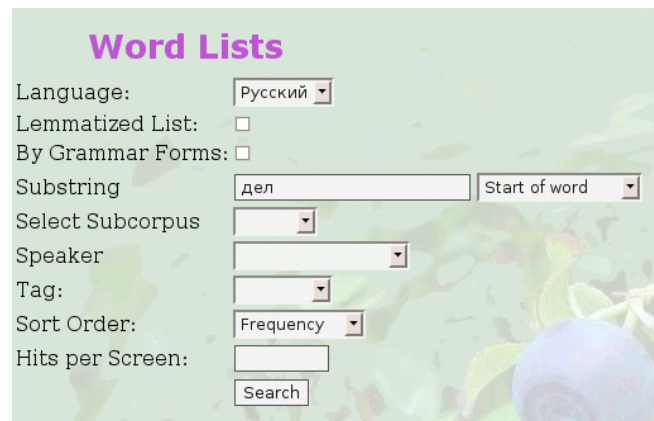 Word Lists
Language: Русский
Lemmatized List:
By Grammar Forms:
Substring дел Start of word
Select Subcorpus
Speaker
Tag:
Sort Order: Frequency
Hits per Screen:
Search